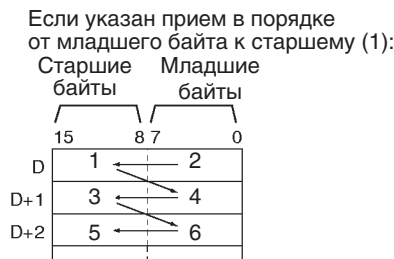 Если указан прием в порядке
от младшего байта к старшему (1):
Старшие Младшие
байты байты
15 8 7 0
D 1 2
D+1 3 4
D+2 5 6